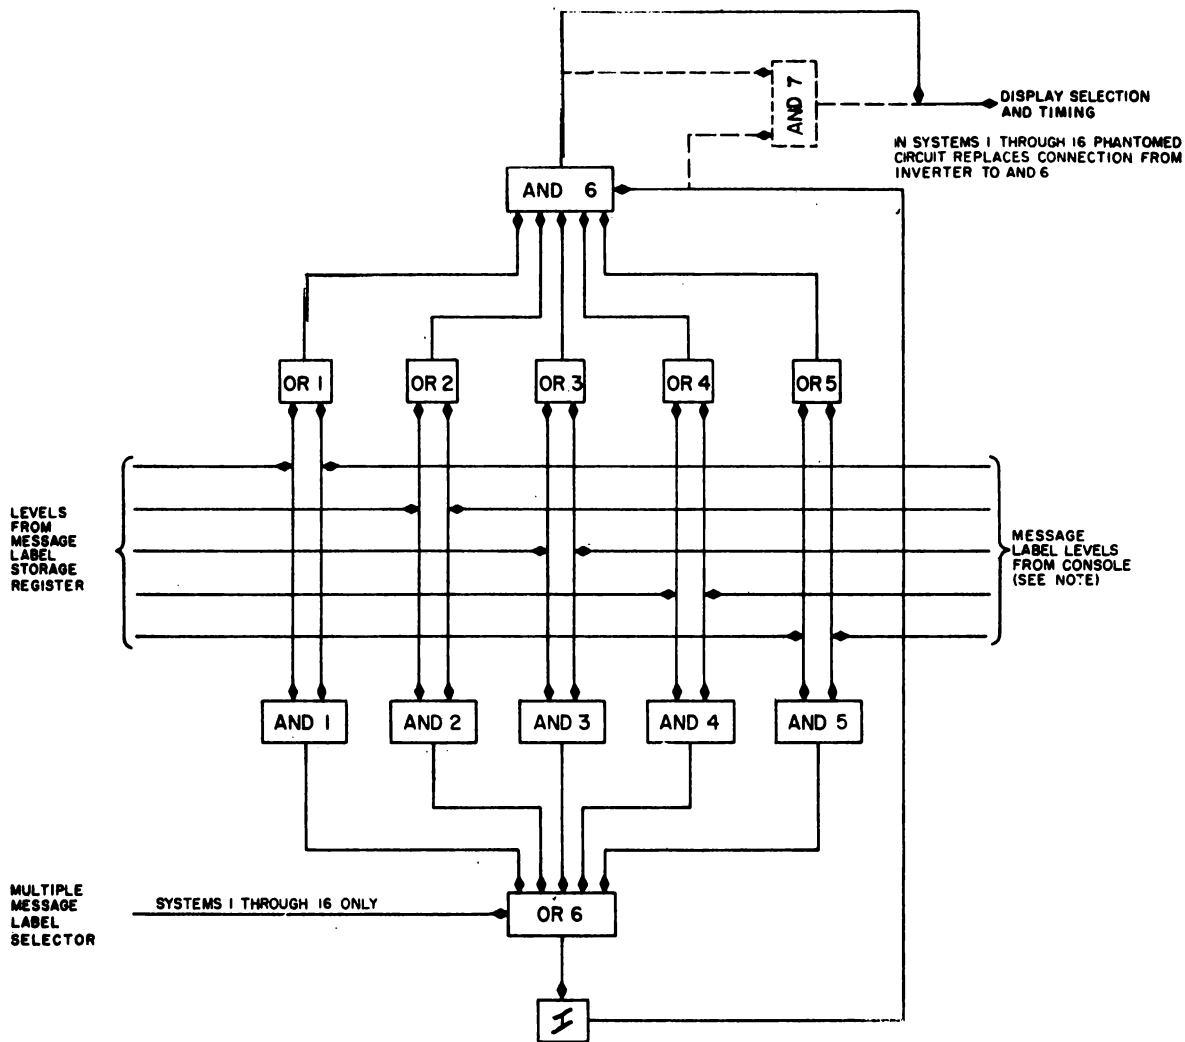 AND 7
DISPLAY SELECTION
AND TIMING
IN SYSTEMS 1 THROUGH 16 PHANTOMED
CIRCUIT REPLACES CONNECTION FROM
INVERTER TO AND 6
AND 6
OR 1
OR 2
OR 3
OR 4
OR 5
LEVELS
FROM
MESSAGE
LABEL
STORAGE
REGISTER
MESSAGE
LABEL LEVELS
FROM CONSOLE
(SEE NOTE)
AND 1
AND 2
AND 3
AND 4
AND 5
MULTIPLE
MESSAGE
LABEL
SELECTOR
SYSTEMS 1 THROUGH 16 ONLY
OR 6
I